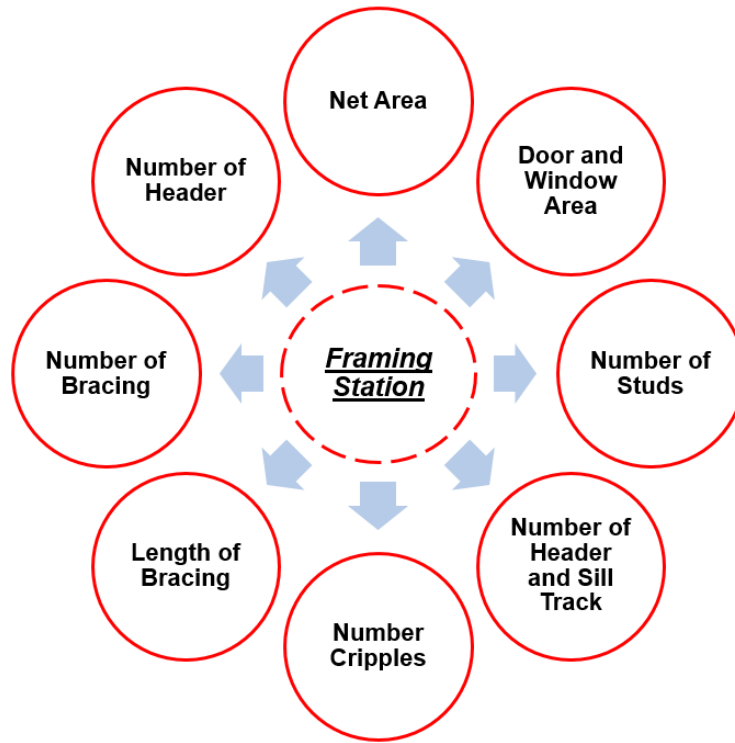 Net Area
Door and
Window
Area
Number of
Studs
Number of
Header
and Sill
Track
Number
Cripples
Length of
Bracing
Number of
Bracing
Number of
Header
Framing
Station